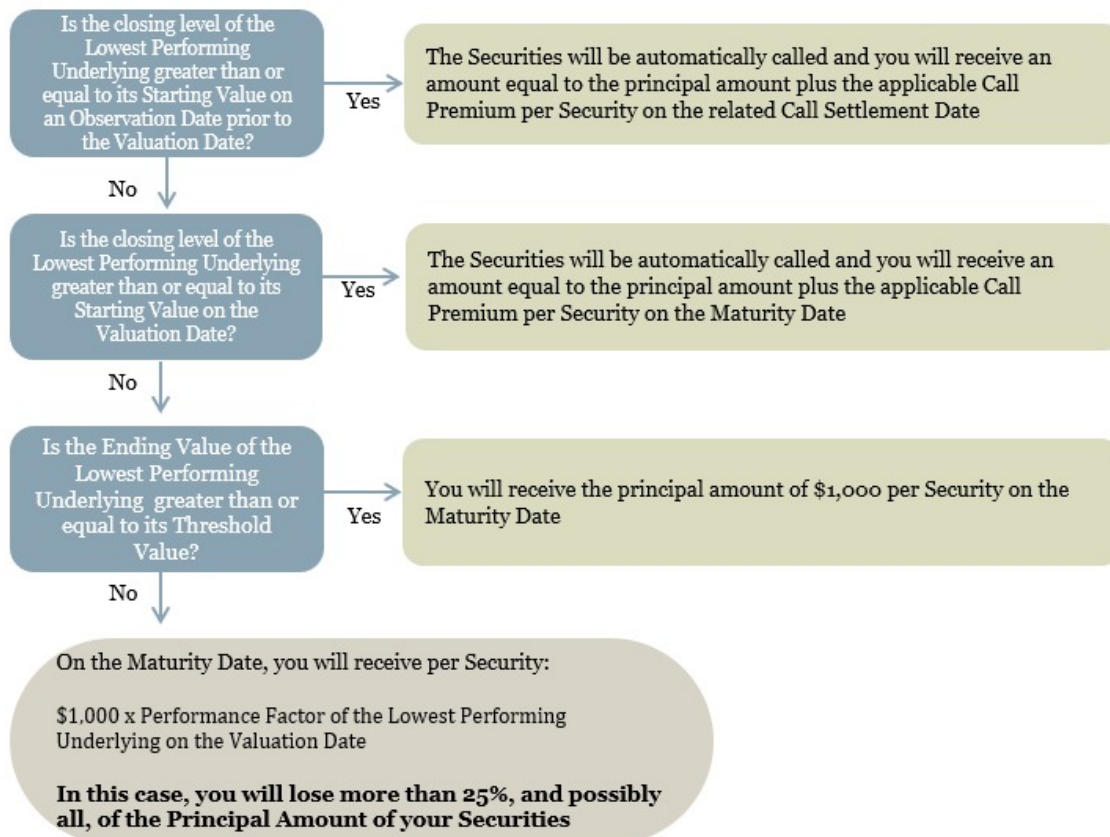 Is the closing level of the
Lowest Performing
Underlying greater than or
equal to its Starting Value on
an Observation Date prior to
the Valuation Date?
Yes
The Securities will be automatically called and you will receive an
amount equal to the principal amount plus the applicable Call
Premium per Security on the related Call Settlement Date
No
Is the closing level of the
Lowest Performing Underlying
greater than or equal to its
Starting Value on the
Valuation Date?
Yes
The Securities will be automatically called and you will receive an
amount equal to the principal amount plus the applicable Call
Premium per Security on the Maturity Date
No
Is the Ending Value of the
Lowest Performing
Underlying greater than or
equal to its Threshold
Value?
Yes
You will receive the principal amount of $1,000 per Security on the
Maturity Date
No
On the Maturity Date, you will receive per Security:
$1,000 x Performance Factor of the Lowest Performing
Underlying on the Valuation Date
In this case, you will lose more than 25%, and possibly
all, of the Principal Amount of your Securities